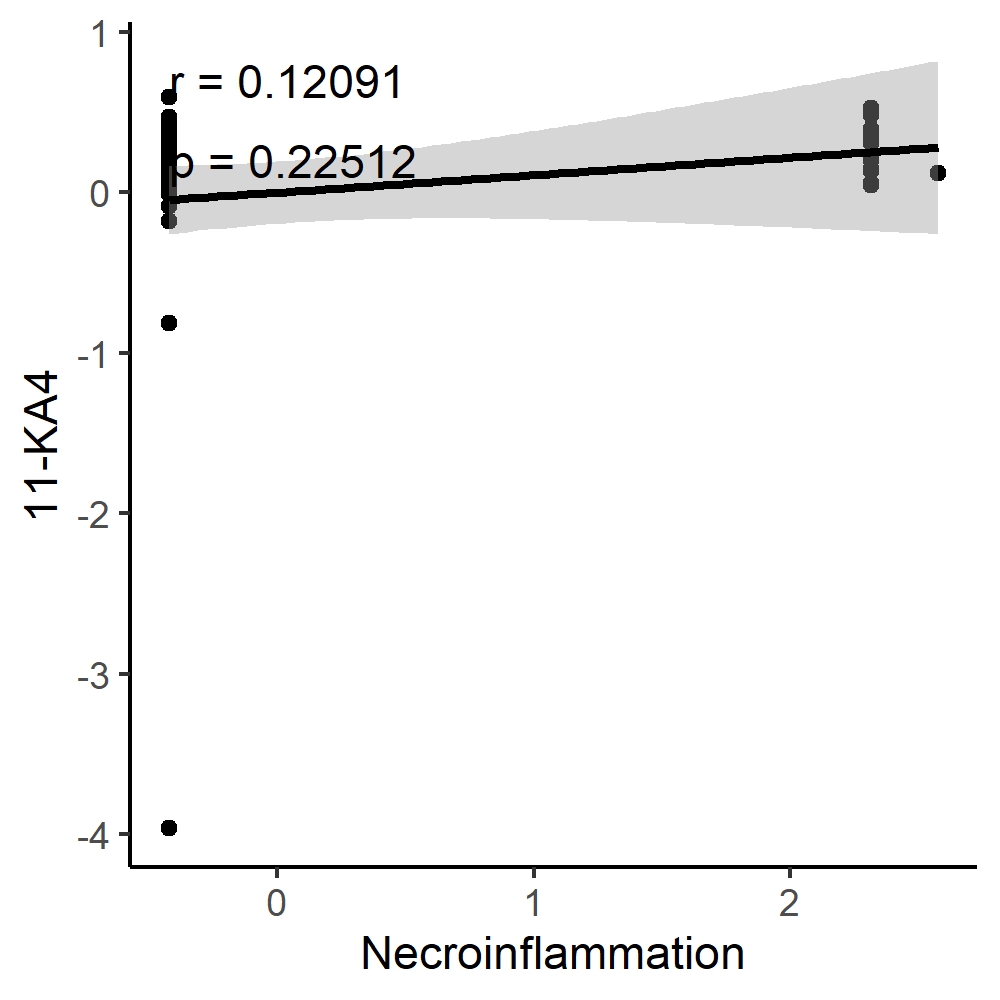 1
r = 0.12091
p = 0.22512
0
-1
-2
-3
-4
11-KA4
0 1 2
Necroinflammation